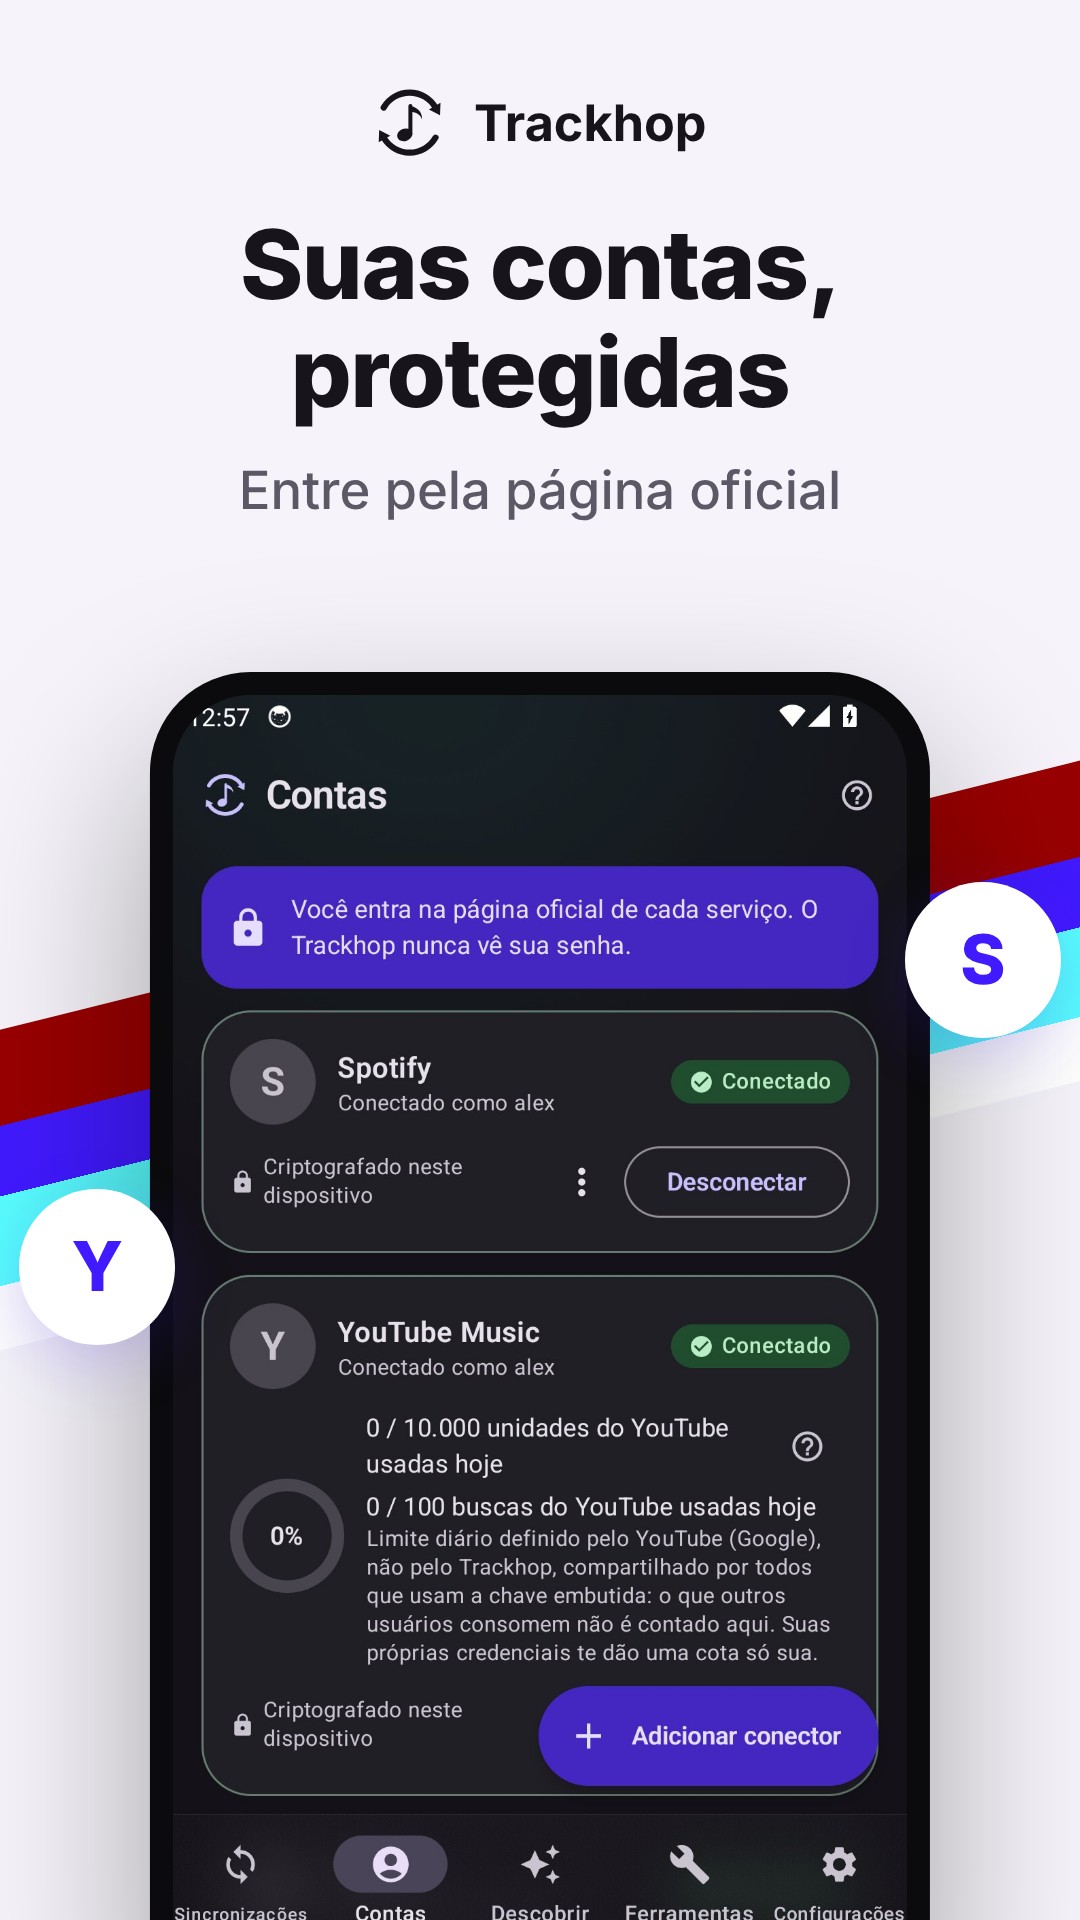 Trackhop
Suas contas,
protegidas
Entre pela página oficial
12:57
Contas
Você entra na página oficial de cada serviço. O
Trackhop nunca vê sua senha.
S
S
Spotify
Conectado como alex
Conectado
Criptografado neste
dispositivo
Desconectar
Y
Y
YouTube Music
Conectado como alex
Conectado
0 / 10.000 unidades do YouTube
usadas hoje
0 / 100 buscas do YouTube usadas hoje
0%
Limite diário definido pelo YouTube (Google),
não pelo Trackhop, compartilhado por todos
que usam a chave embutida: o que outros
usuários consomem não é contado aqui. Suas
próprias credenciais te dão uma cota só sua.
Criptografado neste
dispositivo
Adicionar conector
Sincronizações
Contas
Descobrir
Ferramentas
Configurações